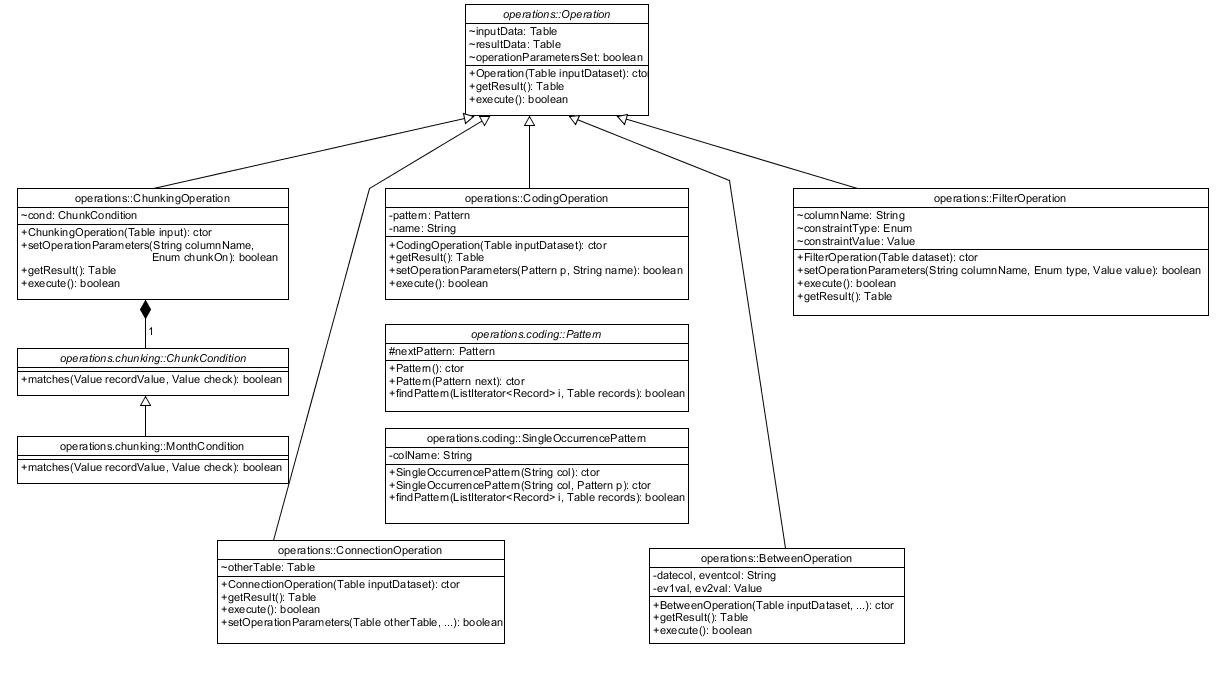 operations::Operation
~inputData: Table
~resultData: Table
~operationParametersSet: boolean
+Operation(Table inputDataset): cto
+getResult(): Table
+execute(): boolean
operations::ChunkingOperation
~cond: ChunkCondition
+ChunkingOperation(Table input): ctor
+setOperationParameters(String columnName,
Enum chunkOn): boolean
+getResult(): Table
+execute(): boolean
1
operations.chunking::ChunkCondition
+matches(Value recordValue, Value check): boolean
operations.chunking::MonthCondition
+matches(Value recordValue, Value check): boolean
operations::CodingOperation
-pattern: Pattern
-name: String
+CodingOperation(Table inputDataset): ctor
+getResult(): Table
+setOperationParameters(Pattern p, String name): boolean
+execute(): boolean
operations.coding::Pattern
#nextPattern: Pattern
+Pattern(): ctor
+Pattern(Pattern next): ctor
+findPattern(ListIterator<Record> i, Table records): boolean
operations.coding::SingleOccurrencePattern
-colName: String
+SingleOccurrencePattern(String col): ctor
+SingleOccurrencePattern(String col, Pattern p): ctor
+findPattern(ListIterator<Record> i, Table records): boolean
operations::FilterOperation
~columnName: String
~constraintType: Enum
~constraintValue: Value
+FilterOperation(Table dataset): ctor
+setOperationParameters(String columnName, Enum type, Value value): boolean
+execute(): boolean
+getResult(): Table
operations::ConnectionOperation
~otherTable: Table
+ConnectionOperation(Table inputDataset): ctor
+getResult(): Table
+execute(): boolean
+setOperationParameters(Table otherTable, ...): boolean
operations::BetweenOperation
-datecol, eventcol: String
-ev1val, ev2val: Value
+BetweenOperation(Table inputDataset, ...): ctor
+getResult(): Table
+execute(): boolean